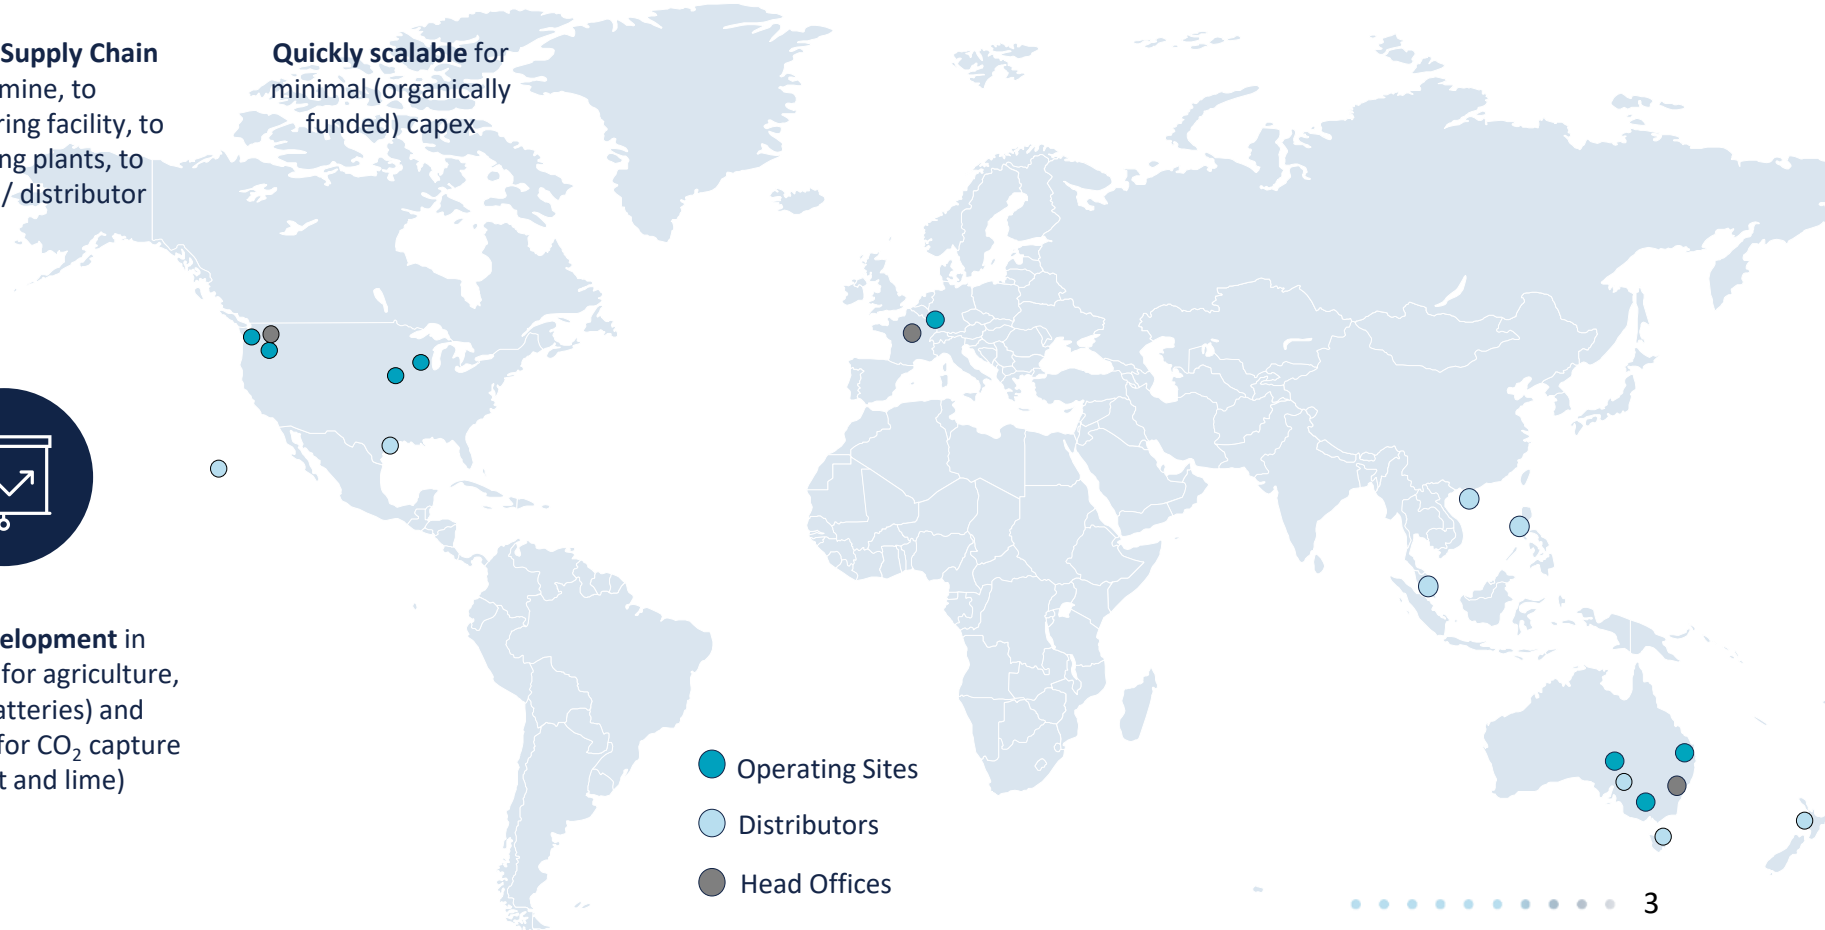 Supply Chain
mine, to
ring facility, to
ng plants, to
/ distributor
Quickly scalable for
minimal (organically
funded) capex
elopment in
for agriculture,
atteries) and
for CO₂ capture
t and lime)
Operating Sites
Distributors
Head Offices
3